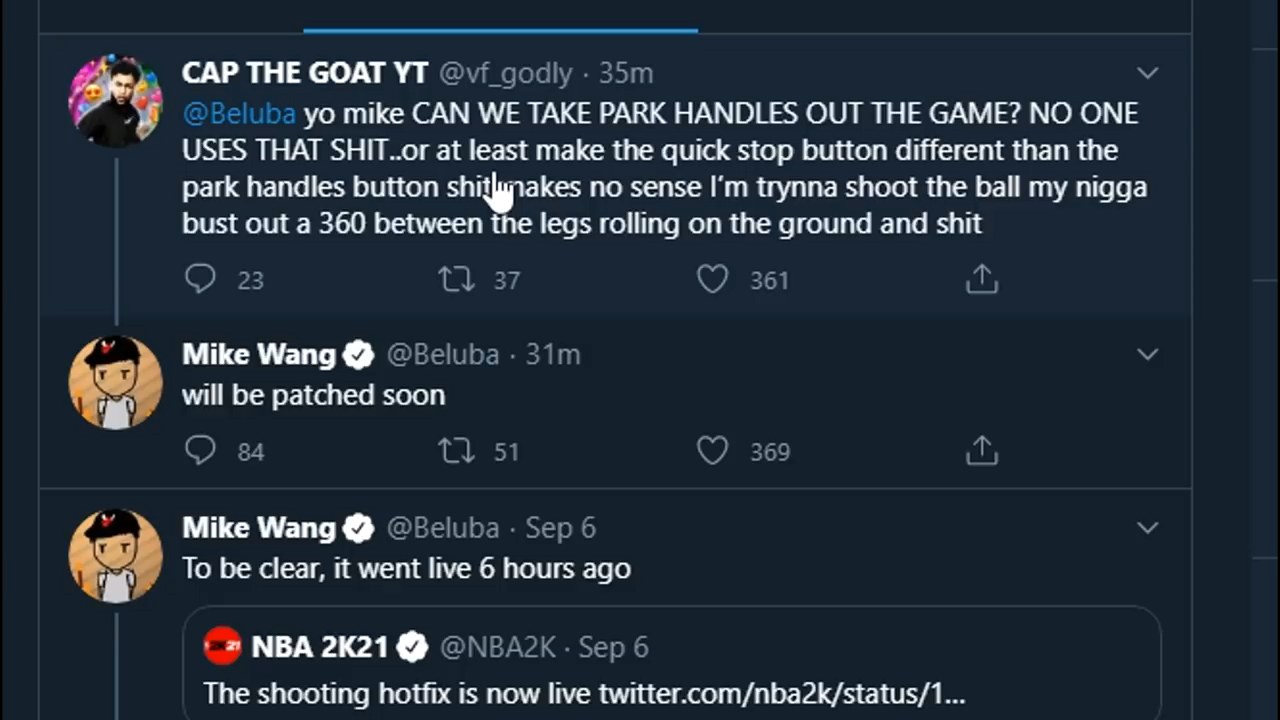 CAP THE GOAT YT @vf_godly · 35m
@Beluba yo mike CAN WE TAKE PARK HANDLES OUT THE GAME? NO ONE
USES THAT SHIT..or at least make the quick stop button different than the
park handles button shit makes no sense I'm trynna shoot the ball my nigga
bust out a 360 between the legs rolling on the ground and shit
23 37 361
Mike Wang @Beluba · 31m
will be patched soon
84 51 369
Mike Wang @Beluba · Sep 6
To be clear, it went live 6 hours ago
2K21 NBA 2K21 @NBA2K · Sep 6
The shooting hotfix is now live twitter.com/nba2k/status/1...